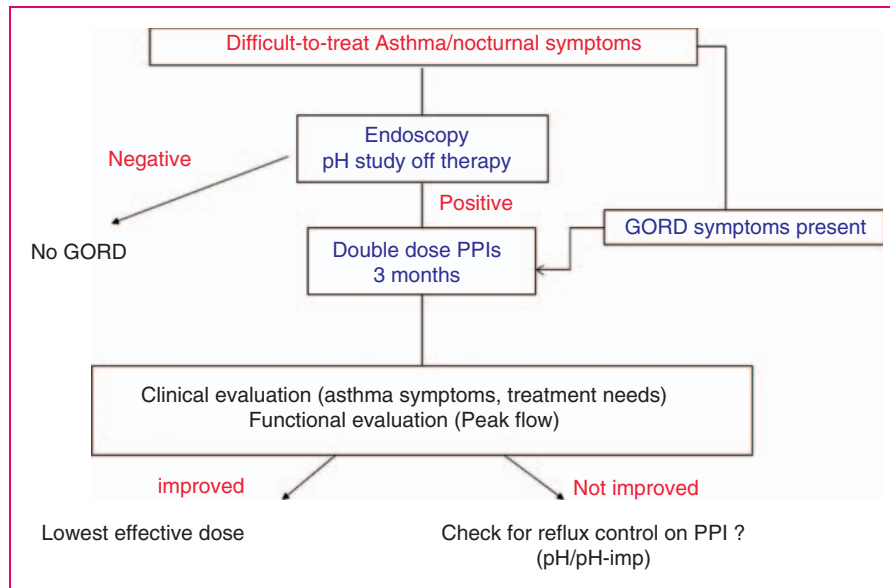 Difficult-to-treat Asthma/nocturnal symptoms
Endoscopy
pH study off therapy
Negative
Positive
GORD symptoms present
No GORD
Double dose PPIs
3 months
Clinical evaluation (asthma symptoms, treatment needs)
Functional evaluation (Peak flow)
improved
Not improved
Lowest effective dose
Check for reflux control on PPI ?
(pH/pH-imp)